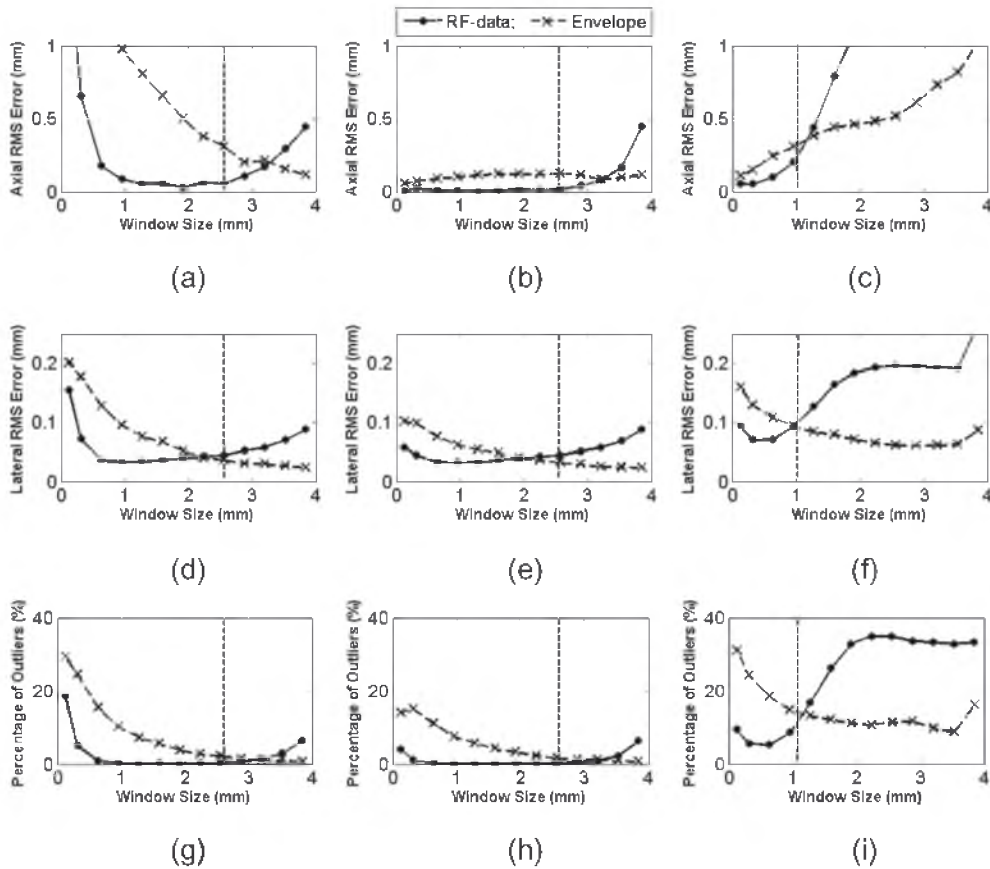 RF-data; Envelope
Axial RMS Error (mm)
1
0.5
0
0 1 2 3 4
Window Size (mm)
(a)
Axial RMS Error (mm)
1
0.5
0
0 1 2 3 4
Window Size (mm)
(b)
Axial RMS Error (mm)
1
0.5
0
0 1 2 3 4
Window Size (mm)
(c)
Lateral RMS Error (mm)
0.2
0.1
0
0 1 2 3 4
Window Size (mm)
(d)
Lateral RMS Error (mm)
0.2
0.1
0
0 1 2 3 4
Window Size (mm)
(e)
Lateral RMS Error (mm)
0.2
0.1
0
0 1 2 3 4
Window Size (mm)
(f)
Percentage of Outliers (%)
40
20
0
0 1 2 3 4
Window Size (mm)
(g)
Percentage of Outliers (%)
40
20
0
0 1 2 3 4
Window Size (mm)
(h)
Percentage of Outliers (%)
40
20
0
0 1 2 3 4
Window Size (mm)
(i)